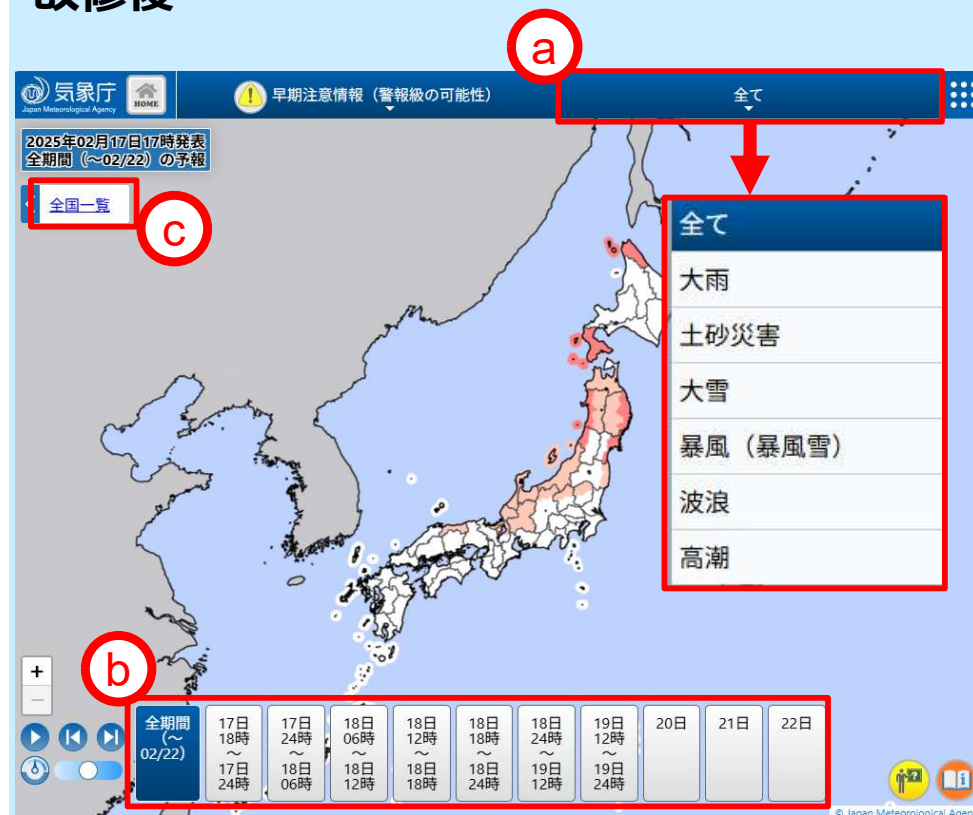 改修後
a
気象庁
Japan Meteorological Agency
HOME
早期注意情報（警報級の可能性）
全て
2025年02月17日17時発表
全期間（～02/22）の予報
全国一覧
c
全て
大雨
土砂災害
大雪
暴風（暴風雪）
波浪
高潮
+
−
b
全期間
（～
02/22）
17日
18時
～
17日
24時
17日
24時
～
18日
06時
18日
06時
～
18日
12時
18日
12時
～
18日
18時
18日
18時
～
18日
24時
18日
24時
～
19日
12時
19日
12時
～
19日
24時
20日
21日
22日
© Japan Meteorological Agen